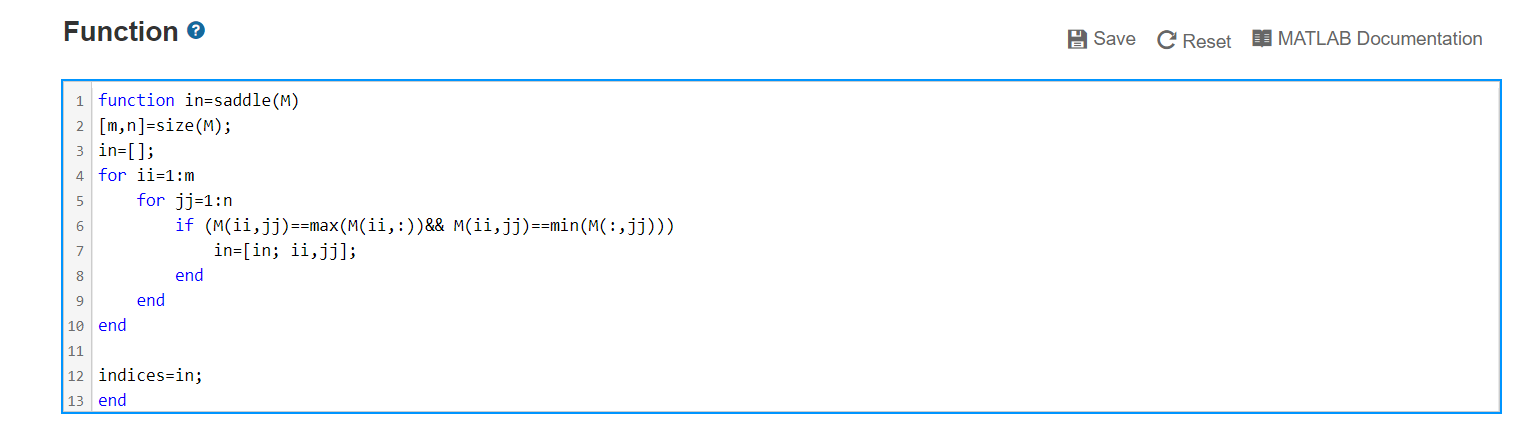 Function ?
Save Reset MATLAB Documentation
1 function in=saddle(M)
2 [m,n]=size(M);
3 in=[];
4 for ii=1:m
5     for jj=1:n
6         if (M(ii,jj)==max(M(ii,:))&& M(ii,jj)==min(M(:,jj)))
7             in=[in; ii,jj];
8         end
9     end
10 end
11
12 indices=in;
13 end